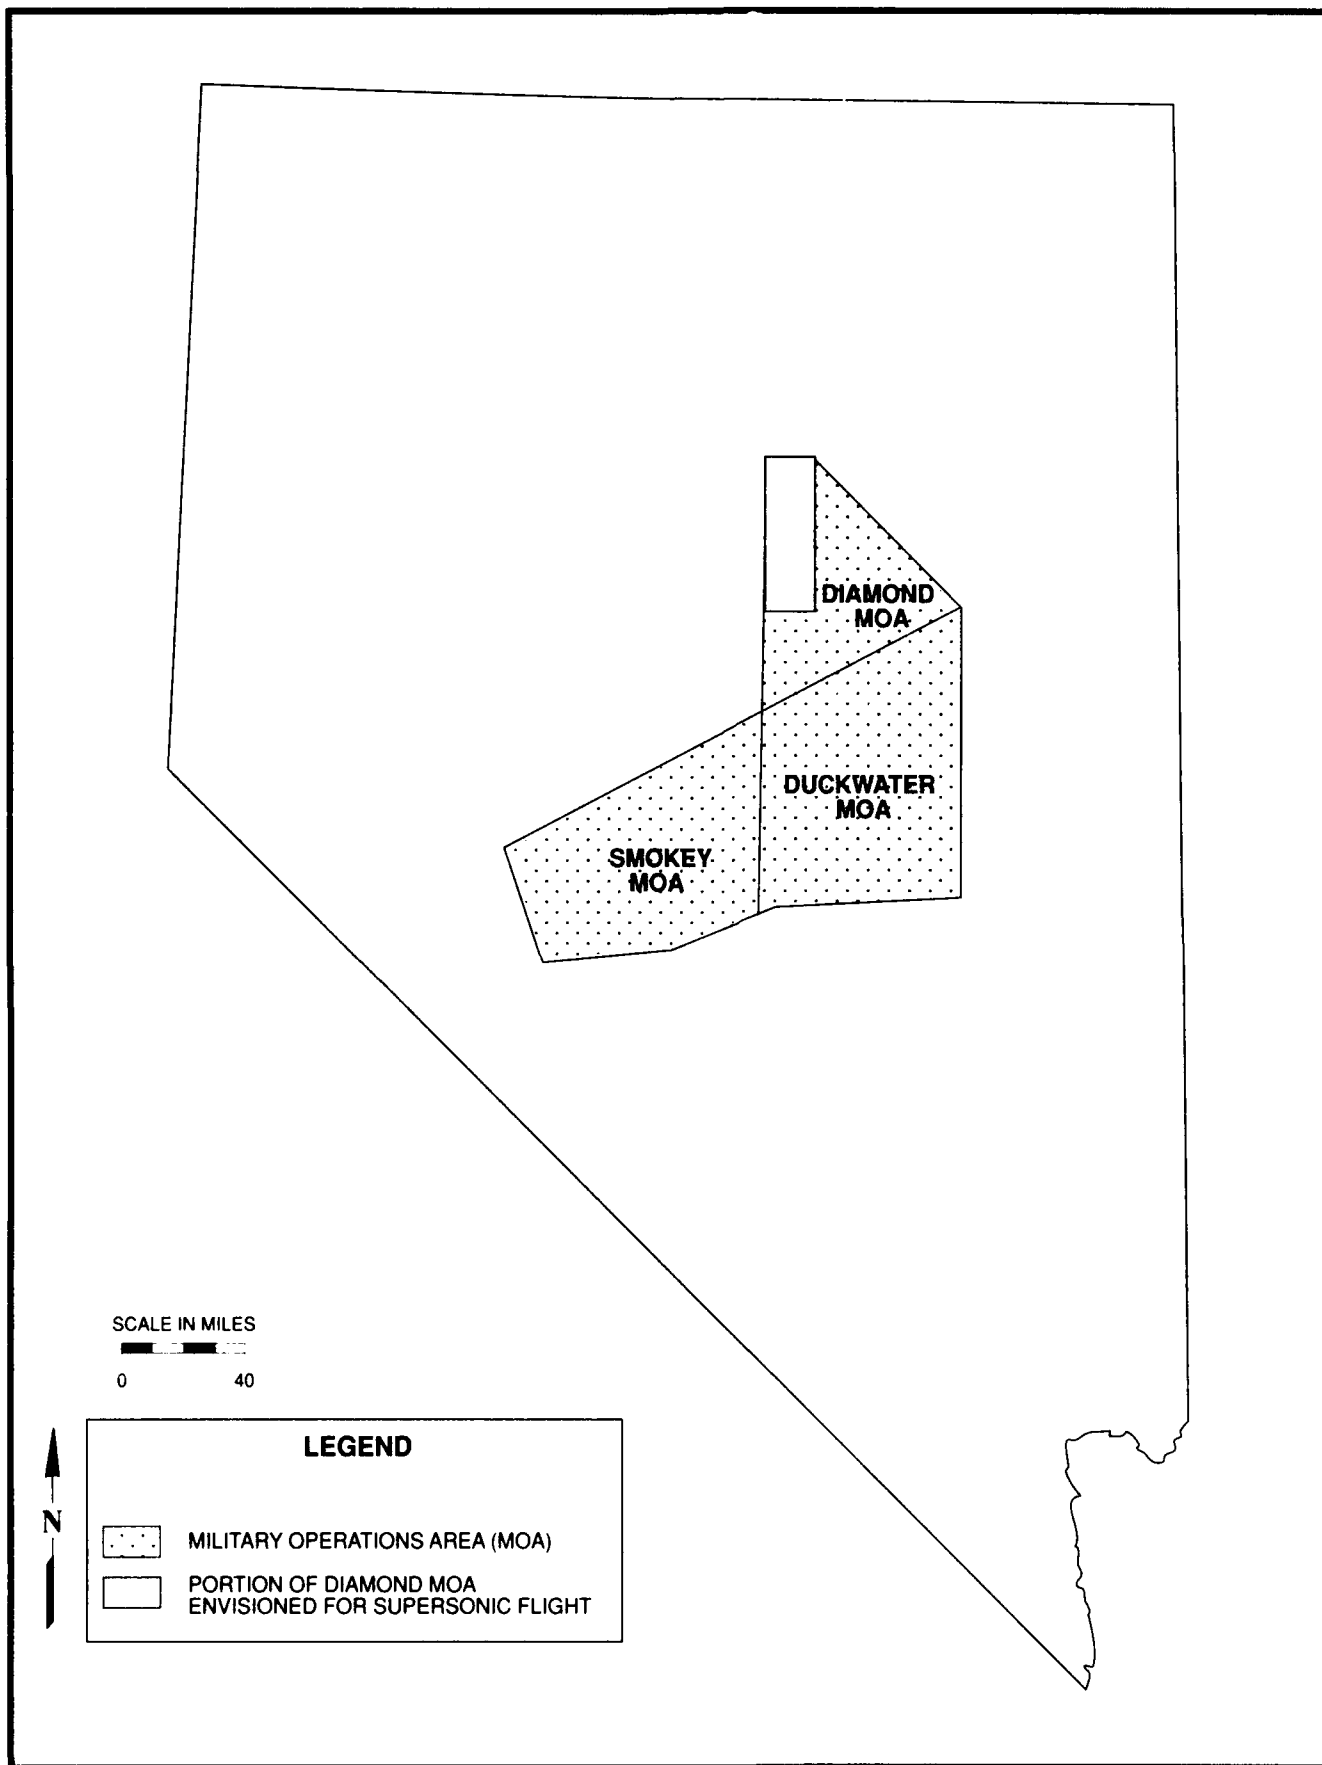 DIAMOND
MOA
DUCKWATER
MOA
SMOKEY
MOA
SCALE IN MILES
0 40
LEGEND
N
MILITARY OPERATIONS AREA (MOA)
PORTION OF DIAMOND MOA
ENVISIONED FOR SUPERSONIC FLIGHT